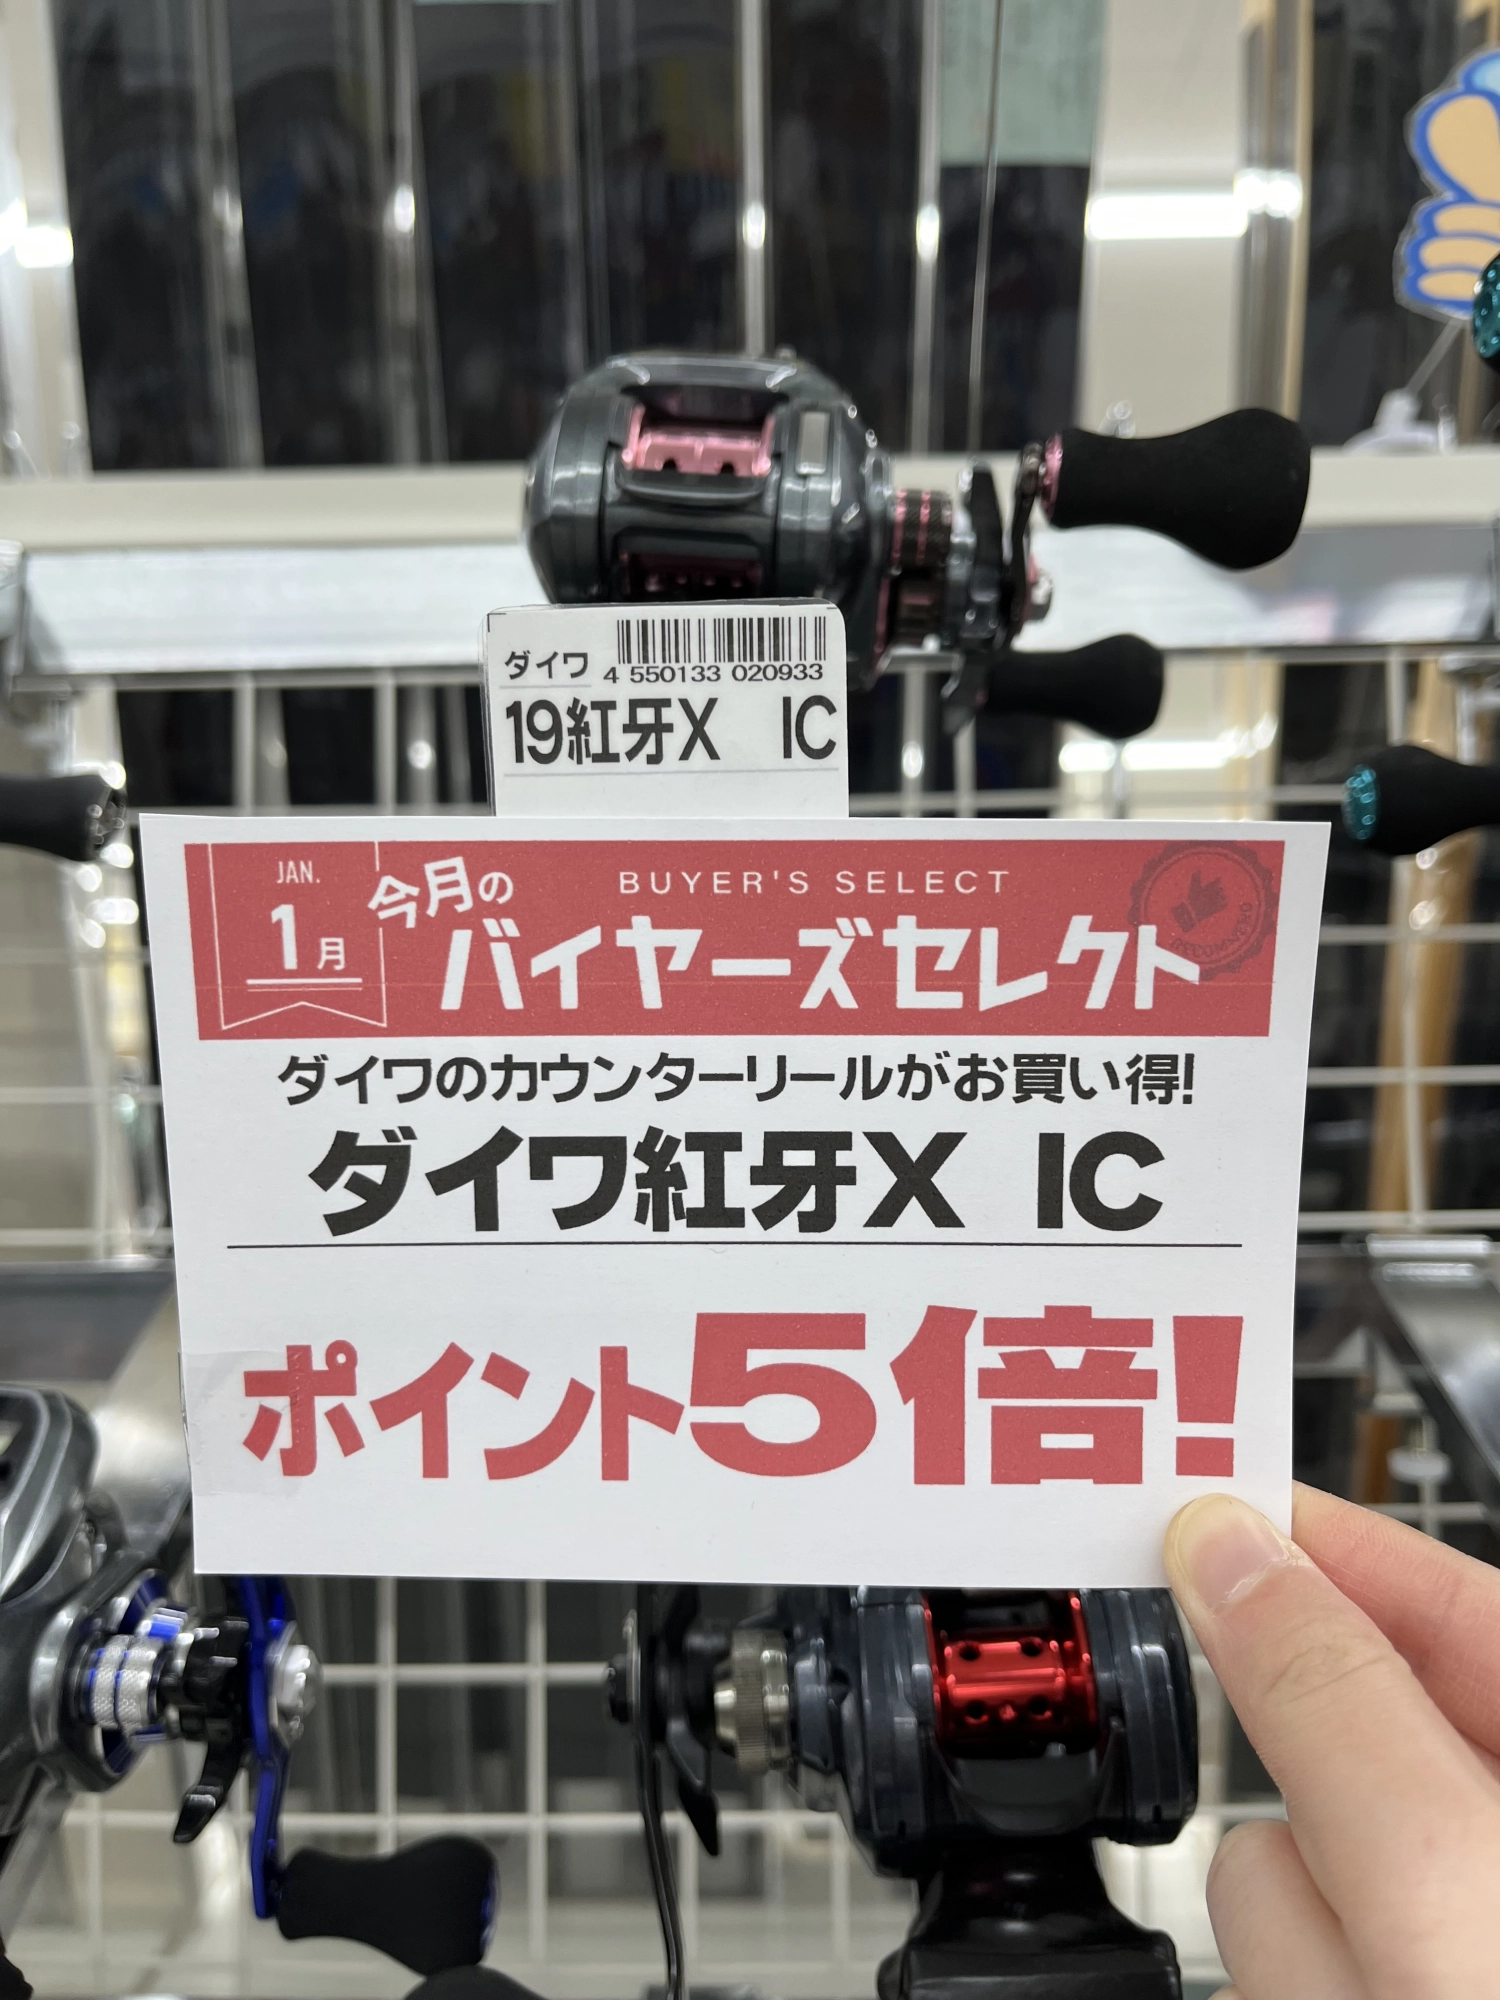 ダイワ
4 550133 020933
19紅牙X IC
JAN.
1月
今月の
BUYER'S SELECT
バイヤーズセレクト
RECOMMEND
ダイワのカウンターリールがお買い得!
ダイワ紅牙X IC
ポイント5倍!